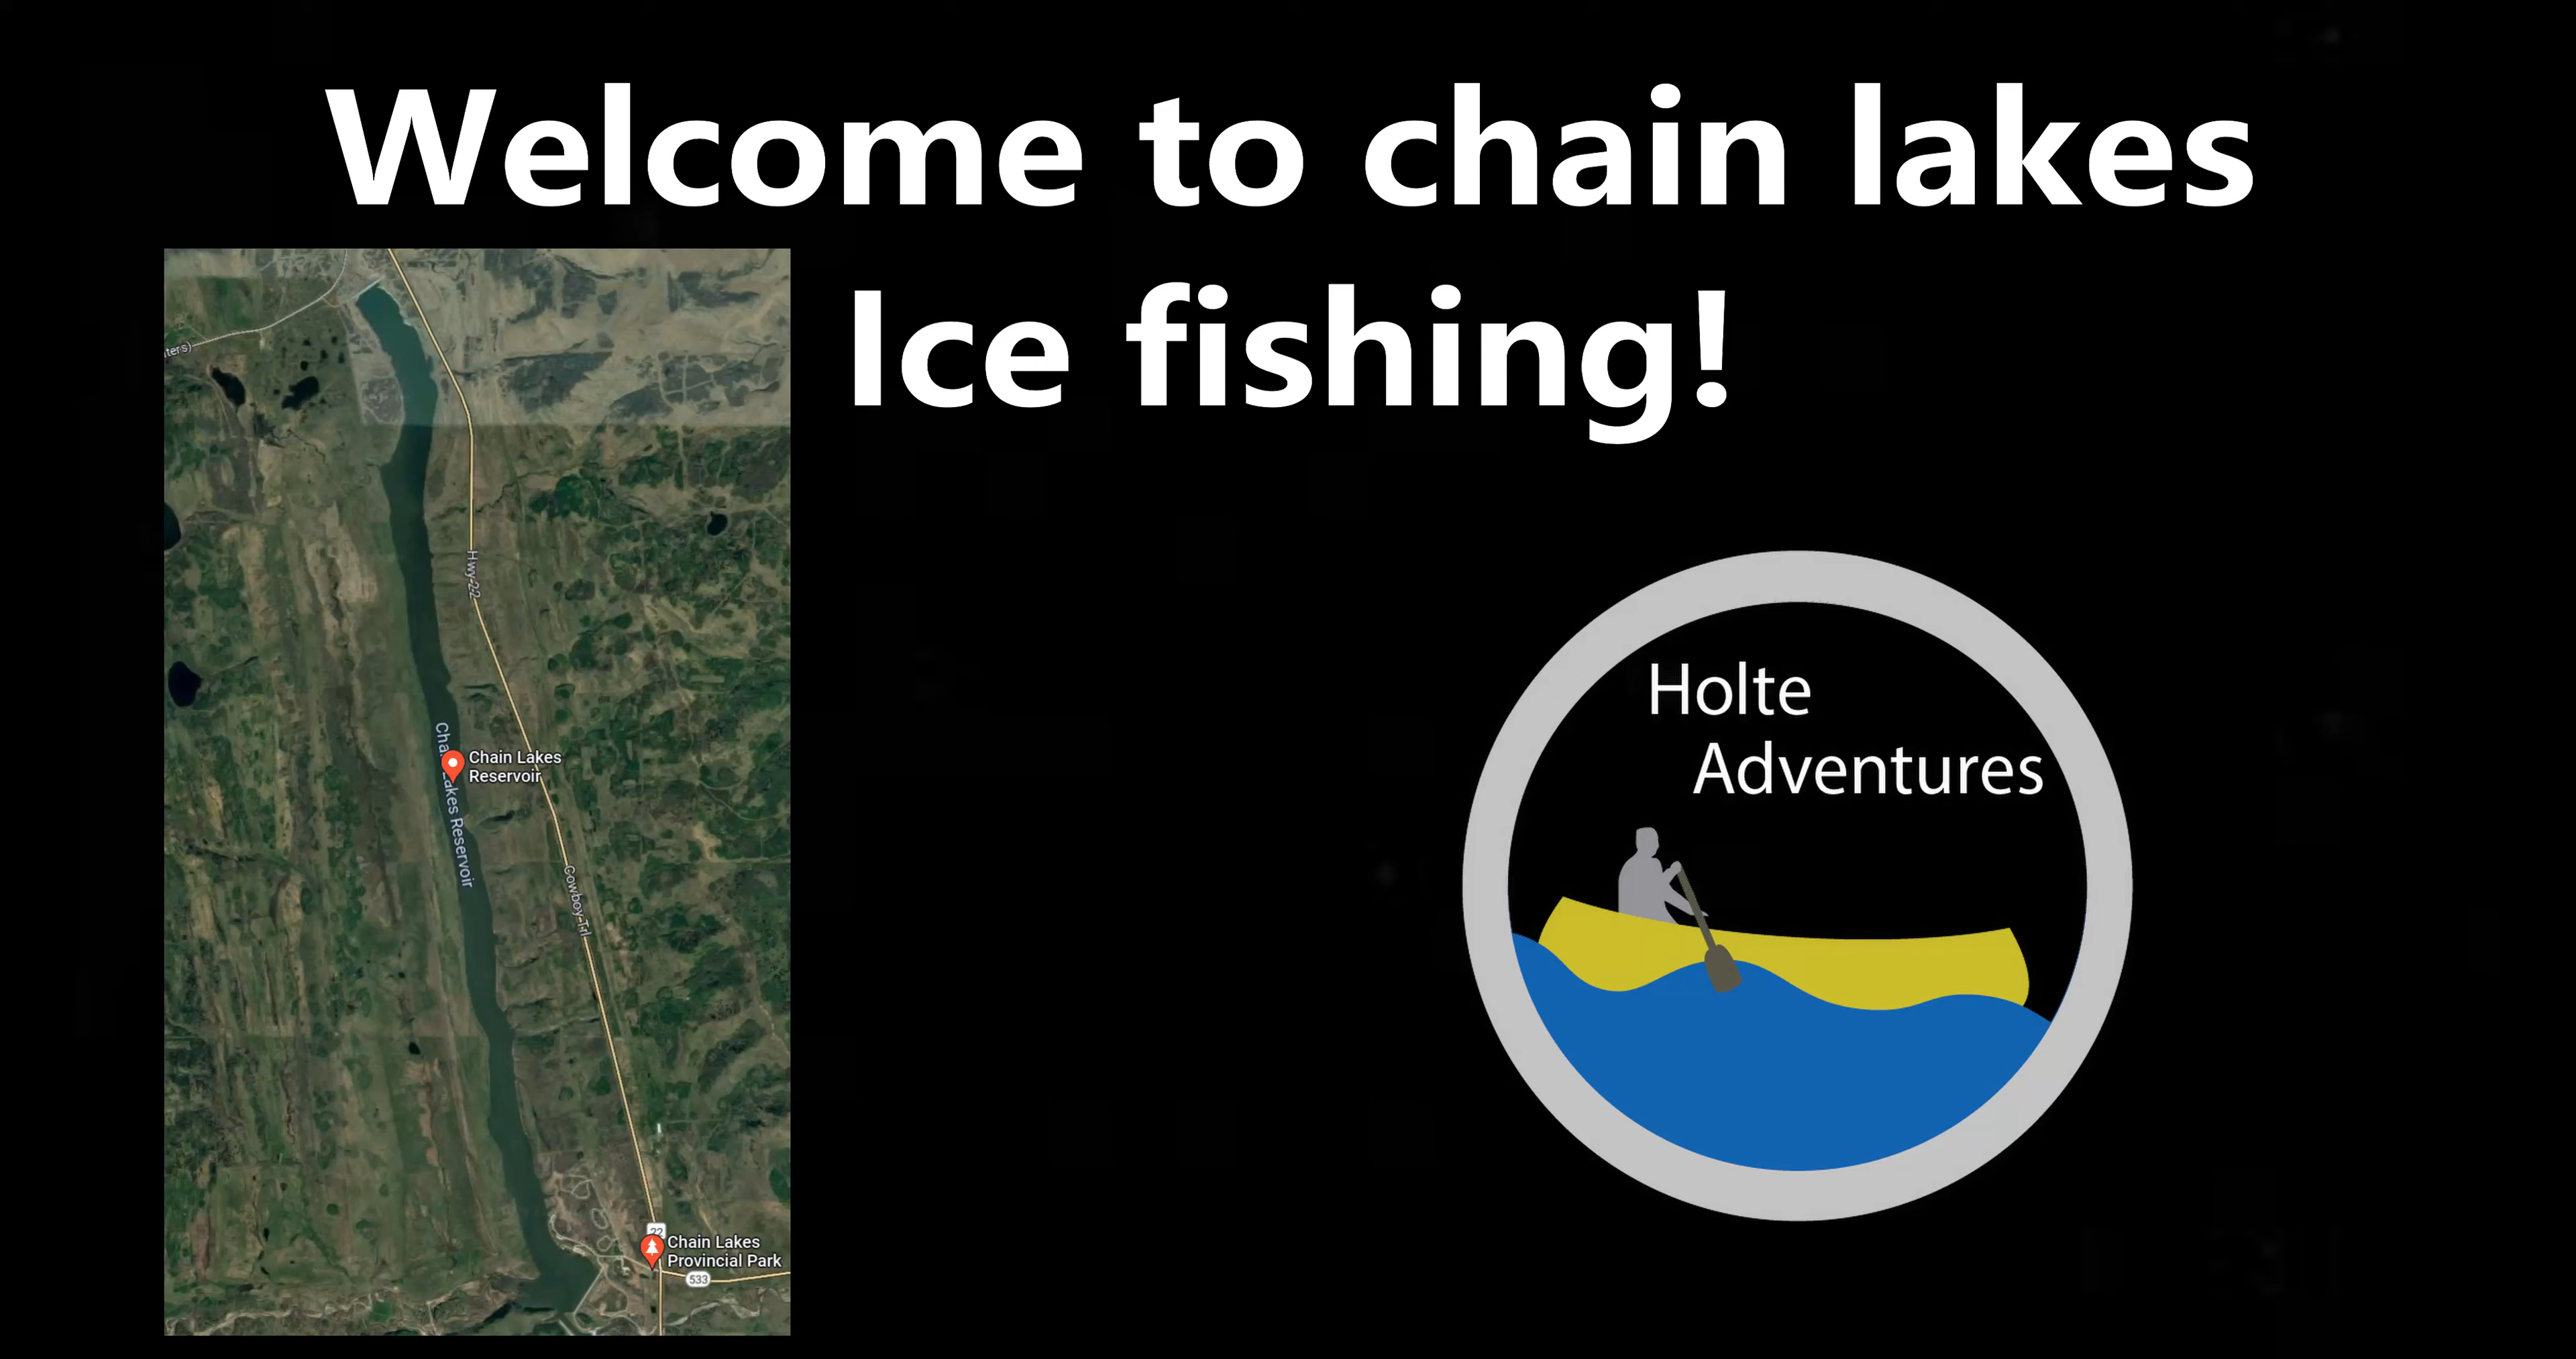 Welcome to chain lakes
Ice fishing!
ters)
Hwy 22
Chain Lakes
Reservoir
Lakes Reservoir
Cowboy Trl
22
Chain Lakes
Provincial Park
533
Holte
Adventures